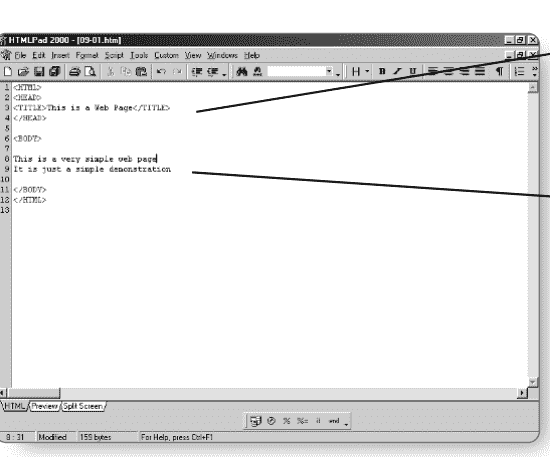 HTMLPad 2000 - [09-01.htm]
File Edit Insert Format Script Tools Custom View Windows Help
H B I U ¶
1 <HTML>
2 <HEAD>
3 <TITLE>This is a Web Page</TITLE>
4 </HEAD>
5
6 <BODY>
7
8 This is a very simple web page
9 It is just a simple demonstration
10
11 </BODY>
12 </HTML>
13
HTML Preview Split Screen
% %= if end
8 : 31 Modified 159 bytes For Help, press Ctrl+F1